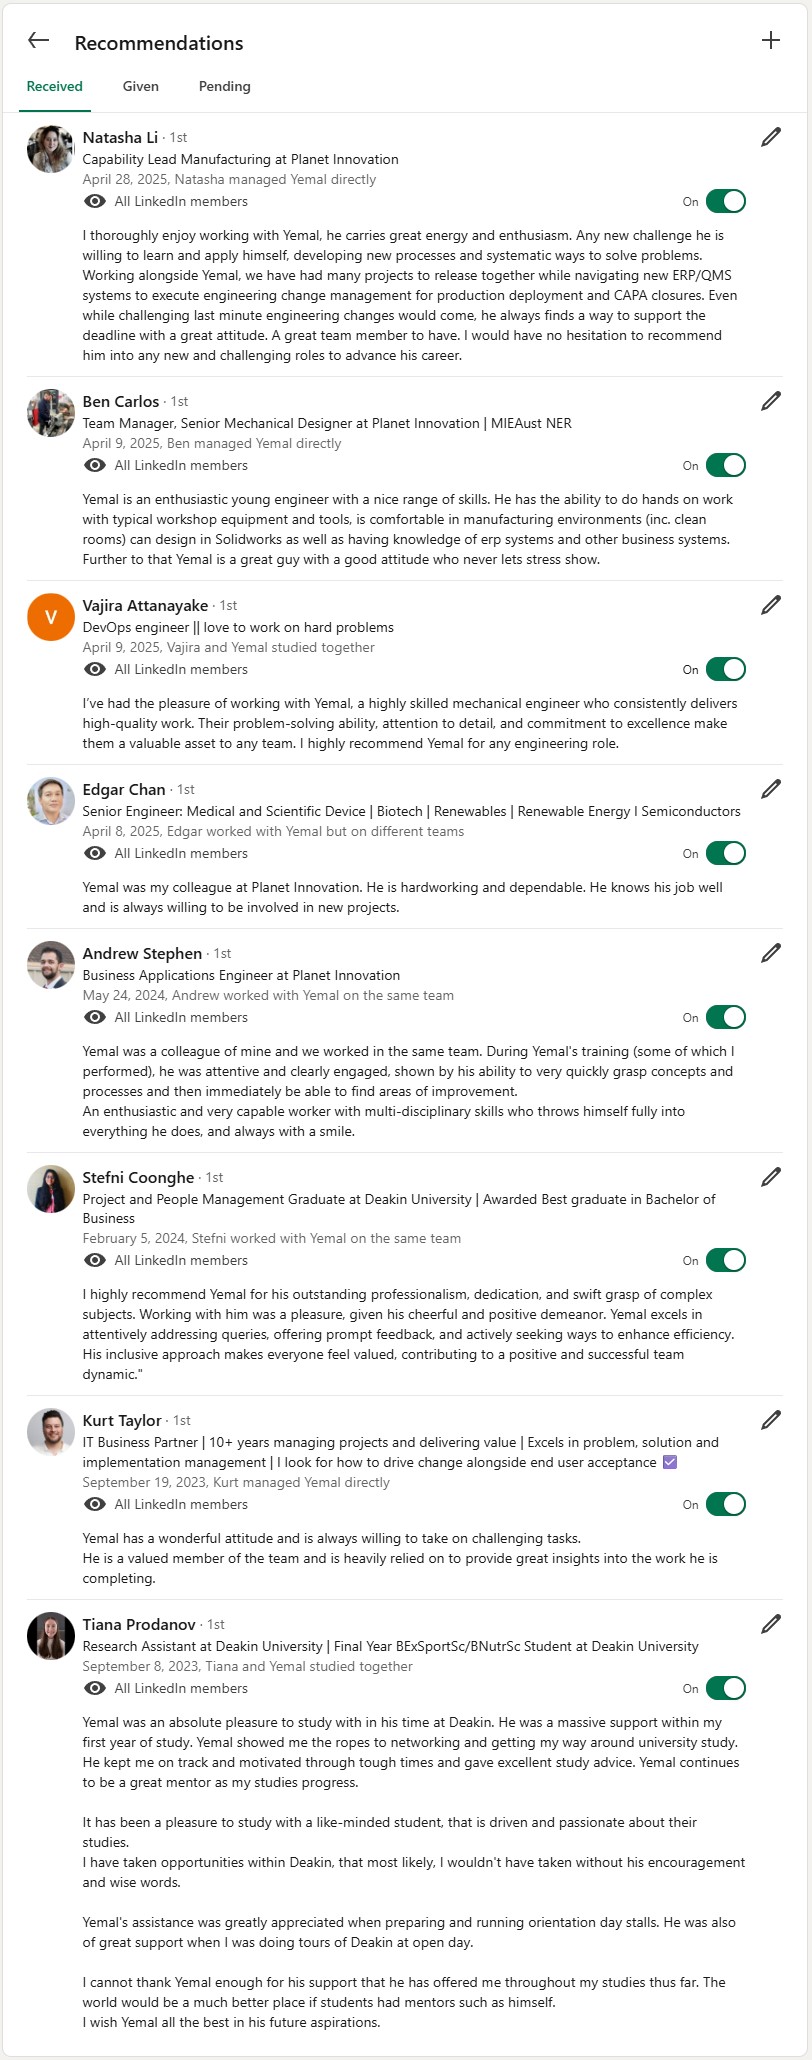 Recommendations
Received
Given
Pending
Natasha Li · 1st
Capability Lead Manufacturing at Planet Innovation
April 28, 2025, Natasha managed Yemal directly
All LinkedIn members
On
I thoroughly enjoy working with Yemal, he carries great energy and enthusiasm. Any new challenge he is
willing to learn and apply himself, developing new processes and systematic ways to solve problems.
Working alongside Yemal, we have had many projects to release together while navigating new ERP/QMS
systems to execute engineering change management for production deployment and CAPA closures. Even
while challenging last minute engineering changes would come, he always finds a way to support the
deadline with a great attitude. A great team member to have. I would have no hesitation to recommend
him into any new and challenging roles to advance his career.
Ben Carlos · 1st
Team Manager, Senior Mechanical Designer at Planet Innovation | MIEAust NER
April 9, 2025, Ben managed Yemal directly
All LinkedIn members
On
Yemal is an enthusiastic young engineer with a nice range of skills. He has the ability to do hands on work
with typical workshop equipment and tools, is comfortable in manufacturing environments (inc. clean
rooms) can design in Solidworks as well as having knowledge of erp systems and other business systems.
Further to that Yemal is a great guy with a good attitude who never lets stress show.
V
Vajira Attanayake · 1st
DevOps engineer || love to work on hard problems
April 9, 2025, Vajira and Yemal studied together
All LinkedIn members
On
I’ve had the pleasure of working with Yemal, a highly skilled mechanical engineer who consistently delivers
high-quality work. Their problem-solving ability, attention to detail, and commitment to excellence make
them a valuable asset to any team. I highly recommend Yemal for any engineering role.
Edgar Chan · 1st
Senior Engineer: Medical and Scientific Device | Biotech | Renewables | Renewable Energy l Semiconductors
April 8, 2025, Edgar worked with Yemal but on different teams
All LinkedIn members
On
Yemal was my colleague at Planet Innovation. He is hardworking and dependable. He knows his job well
and is always willing to be involved in new projects.
Andrew Stephen · 1st
Business Applications Engineer at Planet Innovation
May 24, 2024, Andrew worked with Yemal on the same team
All LinkedIn members
On
Yemal was a colleague of mine and we worked in the same team. During Yemal's training (some of which I
performed), he was attentive and clearly engaged, shown by his ability to very quickly grasp concepts and
processes and then immediately be able to find areas of improvement.
An enthusiastic and very capable worker with multi-disciplinary skills who throws himself fully into
everything he does, and always with a smile.
Stefni Coonghe · 1st
Project and People Management Graduate at Deakin University | Awarded Best graduate in Bachelor of
Business
February 5, 2024, Stefni worked with Yemal on the same team
All LinkedIn members
On
I highly recommend Yemal for his outstanding professionalism, dedication, and swift grasp of complex
subjects. Working with him was a pleasure, given his cheerful and positive demeanor. Yemal excels in
attentively addressing queries, offering prompt feedback, and actively seeking ways to enhance efficiency.
His inclusive approach makes everyone feel valued, contributing to a positive and successful team
dynamic."
Kurt Taylor · 1st
IT Business Partner | 10+ years managing projects and delivering value | Excels in problem, solution and
implementation management | I look for how to drive change alongside end user acceptance ☑
September 19, 2023, Kurt managed Yemal directly
All LinkedIn members
On
Yemal has a wonderful attitude and is always willing to take on challenging tasks.
He is a valued member of the team and is heavily relied on to provide great insights into the work he is
completing.
Tiana Prodanov · 1st
Research Assistant at Deakin University | Final Year BExSportSc/BNutrSc Student at Deakin University
September 8, 2023, Tiana and Yemal studied together
All LinkedIn members
On
Yemal was an absolute pleasure to study with in his time at Deakin. He was a massive support within my
first year of study. Yemal showed me the ropes to networking and getting my way around university study.
He kept me on track and motivated through tough times and gave excellent study advice. Yemal continues
to be a great mentor as my studies progress.
It has been a pleasure to study with a like-minded student, that is driven and passionate about their
studies.
I have taken opportunities within Deakin, that most likely, I wouldn't have taken without his encouragement
and wise words.
Yemal's assistance was greatly appreciated when preparing and running orientation day stalls. He was also
of great support when I was doing tours of Deakin at open day.
I cannot thank Yemal enough for his support that he has offered me throughout my studies thus far. The
world would be a much better place if students had mentors such as himself.
I wish Yemal all the best in his future aspirations.